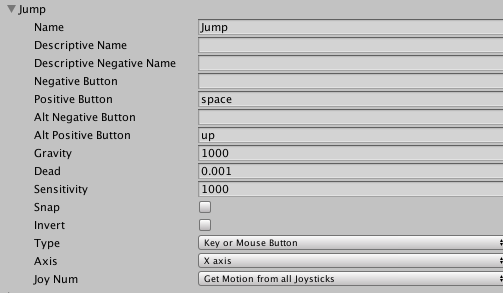 Jump
Name Jump
Descriptive Name
Descriptive Negative Name
Negative Button
Positive Button space
Alt Negative Button
Alt Positive Button up
Gravity 1000
Dead 0.001
Sensitivity 1000
Snap
Invert
Type Key or Mouse Button
Axis X axis
Joy Num Get Motion from all Joysticks